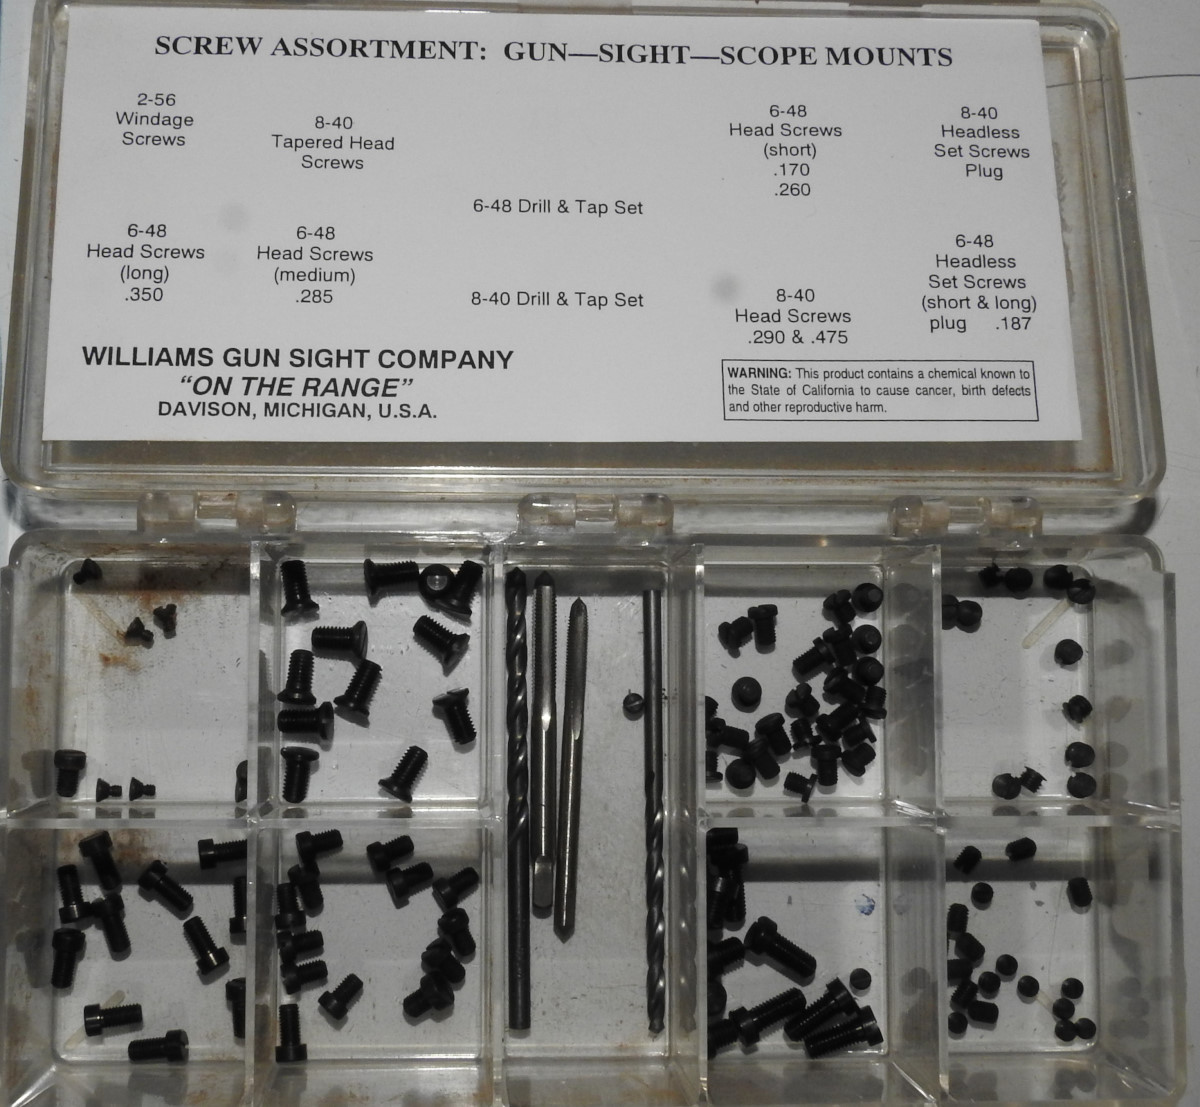 SCREW ASSORTMENT: GUN—SIGHT—SCOPE MOUNTS
2-56
Windage
Screws
8-40
Tapered Head
Screws
6-48
Head Screws
(short)
.170
.260
8-40
Headless
Set Screws
Plug
6-48 Drill & Tap Set
6-48
Head Screws
(long)
.350
6-48
Head Screws
(medium)
.285
8-40 Drill & Tap Set
8-40
Head Screws
.290 & .475
6-48
Headless
Set Screws
(short & long)
plug .187
WILLIAMS GUN SIGHT COMPANY
“ON THE RANGE”
DAVISON, MICHIGAN, U.S.A.
WARNING: This product contains a chemical known to
the State of California to cause cancer, birth defects
and other reproductive harm.